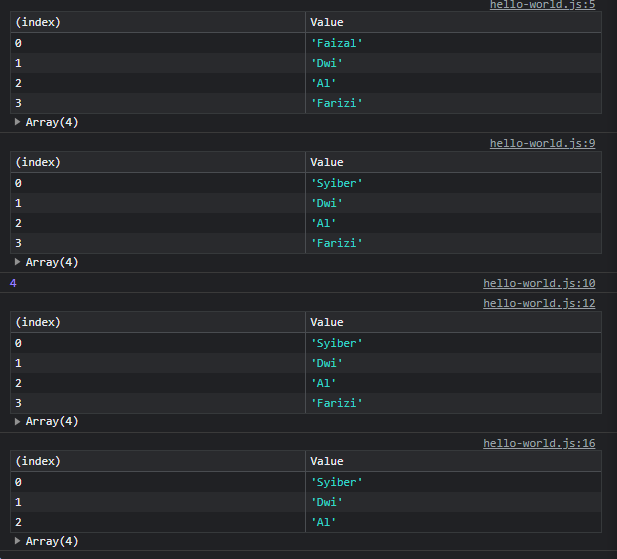 hello-world.js:5
(index) Value
0 'Faizal'
1 'Dwi'
2 'Al'
3 'Farizi'
▶ Array(4)
hello-world.js:9
(index) Value
0 'Syiber'
1 'Dwi'
2 'Al'
3 'Farizi'
▶ Array(4)
4 hello-world.js:10
hello-world.js:12
(index) Value
0 'Syiber'
1 'Dwi'
2 'Al'
3 'Farizi'
▶ Array(4)
hello-world.js:16
(index) Value
0 'Syiber'
1 'Dwi'
2 'Al'
▶ Array(4)